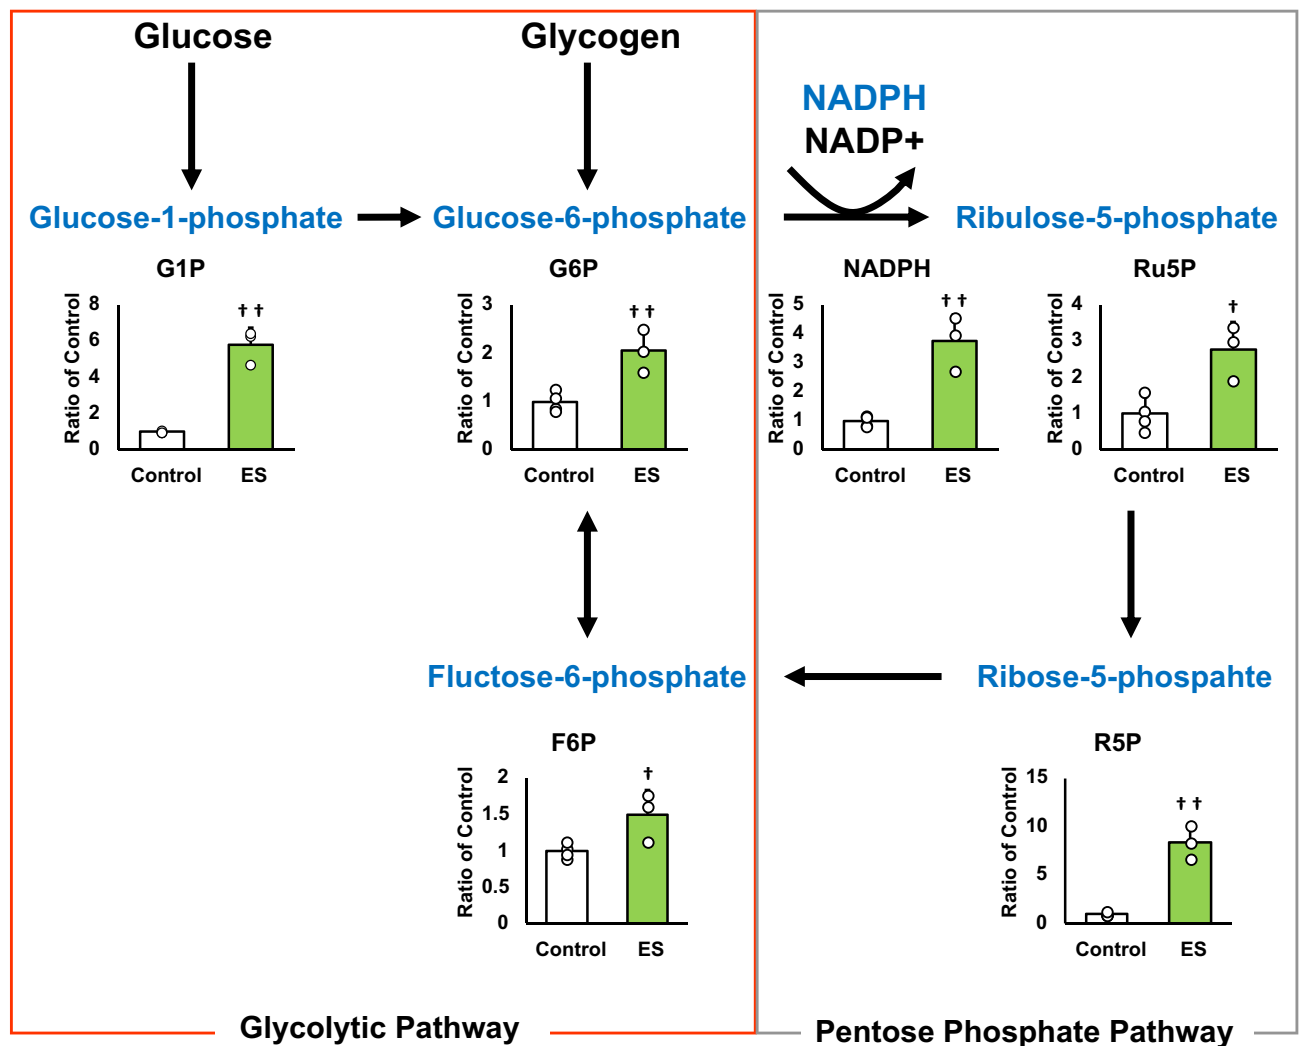 Glucose
Glycogen
NADPH
NADP+
Glucose-1-phosphate
Glucose-6-phosphate
Ribulose-5-phosphate
G1P
Ratio of Control
8
6
4
2
0
† †
Control ES
G6P
Ratio of Control
3
2
1
0
† †
Control ES
NADPH
Ratio of Control
5
4
3
2
1
0
† †
Control ES
Ru5P
Ratio of Control
4
3
2
1
0
†
Control ES
Fluctose-6-phosphate
Ribose-5-phospahte
F6P
Ratio of Control
2
1.5
1
0.5
0
†
Control ES
R5P
Ratio of Control
15
10
5
0
† †
Control ES
Glycolytic Pathway
Pentose Phosphate Pathway